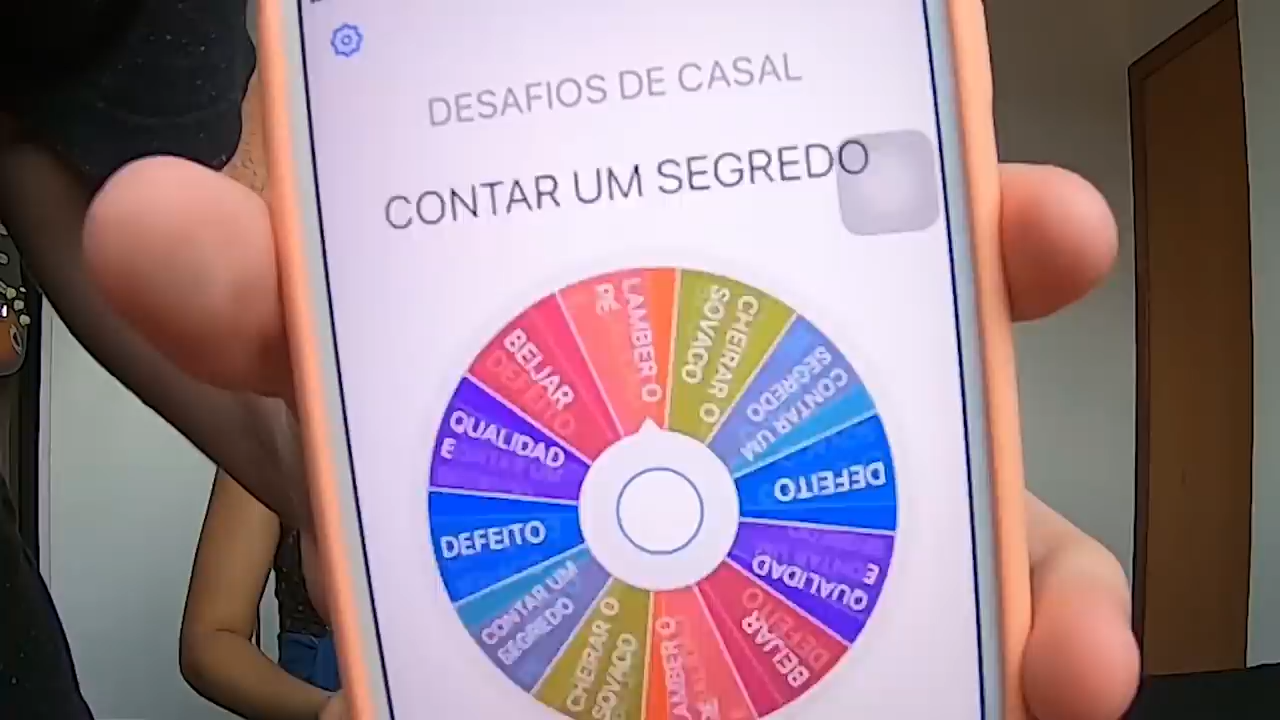 DESAFIOS DE CASAL
CONTAR UM SEGREDO
LAMBER O
PÉ
CHEIRAR O
SOVACO
CONTAR UM
SEGREDO
DEFEITO
QUALIDAD
E
BEIJAR
LAMBER O
CHEIRAR O
SOVACO
CONTAR UM
SEGREDO
DEFEITO
QUALIDAD
E
BEIJAR